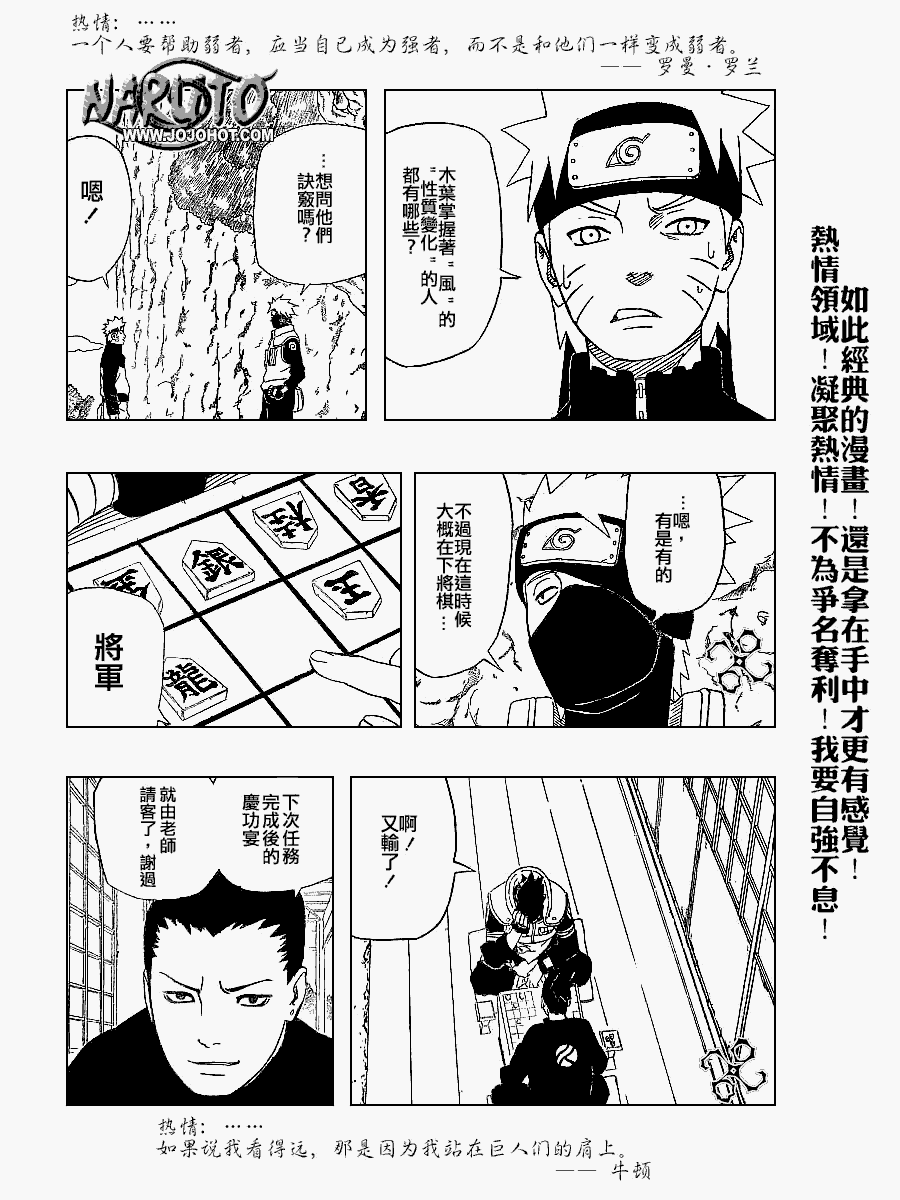 热情：……
一个人要帮助弱者，应当自己成为强者，而不是和他们一样变成弱者。
—— 罗曼·罗兰
NARUTO
WWW.JOJOHOT.COM
木葉掌握著"風"的
"性質變化"的人
都有哪些？
…想問他們
訣竅嗎？
嗯！
…嗯，
有是有的
不過現在這時候
大概在下將棋…
桂
香
金
銀
王
龍
將軍
啊！
又輸了！
下次任務
完成後的
慶功宴
就由老師
請客了，謝過
如此經典的漫畫！還是拿在手中才更有感覺！
熱情領域！凝聚熱情！不為爭名奪利！我要自強不息！
热情：……
如果说我看得远，那是因为我站在巨人们的肩上。
—— 牛顿